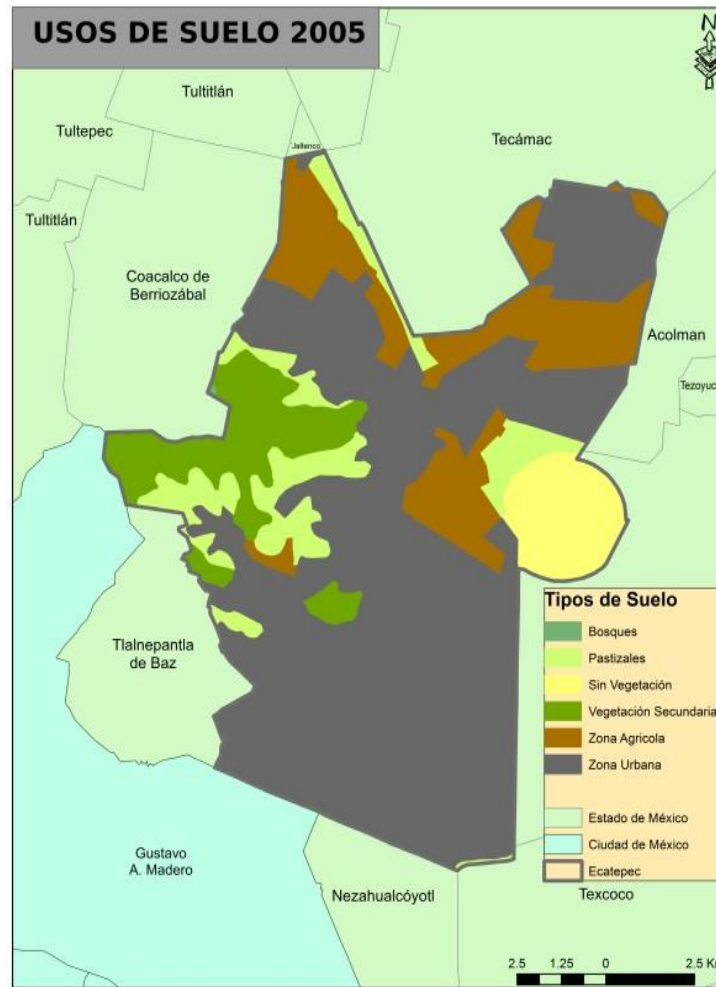 USOS DE SUELO 2005
N
Tultitlán
Tultepec
Jaltenco
Tecámac
Tultitlán
Coacalco de
Berriozábal
Acolman
Tezoyuc
Tipos de Suelo
Bosques
Pastizales
Sin Vegetación
Vegetación Secundaria
Zona Agricola
Zona Urbana
Estado de México
Ciudad de México
Ecatepec
Tlalnepantla
de Baz
Gustavo
A. Madero
Nezahualcóyotl
Texcoco
2.5 1.25 0 2.5 K